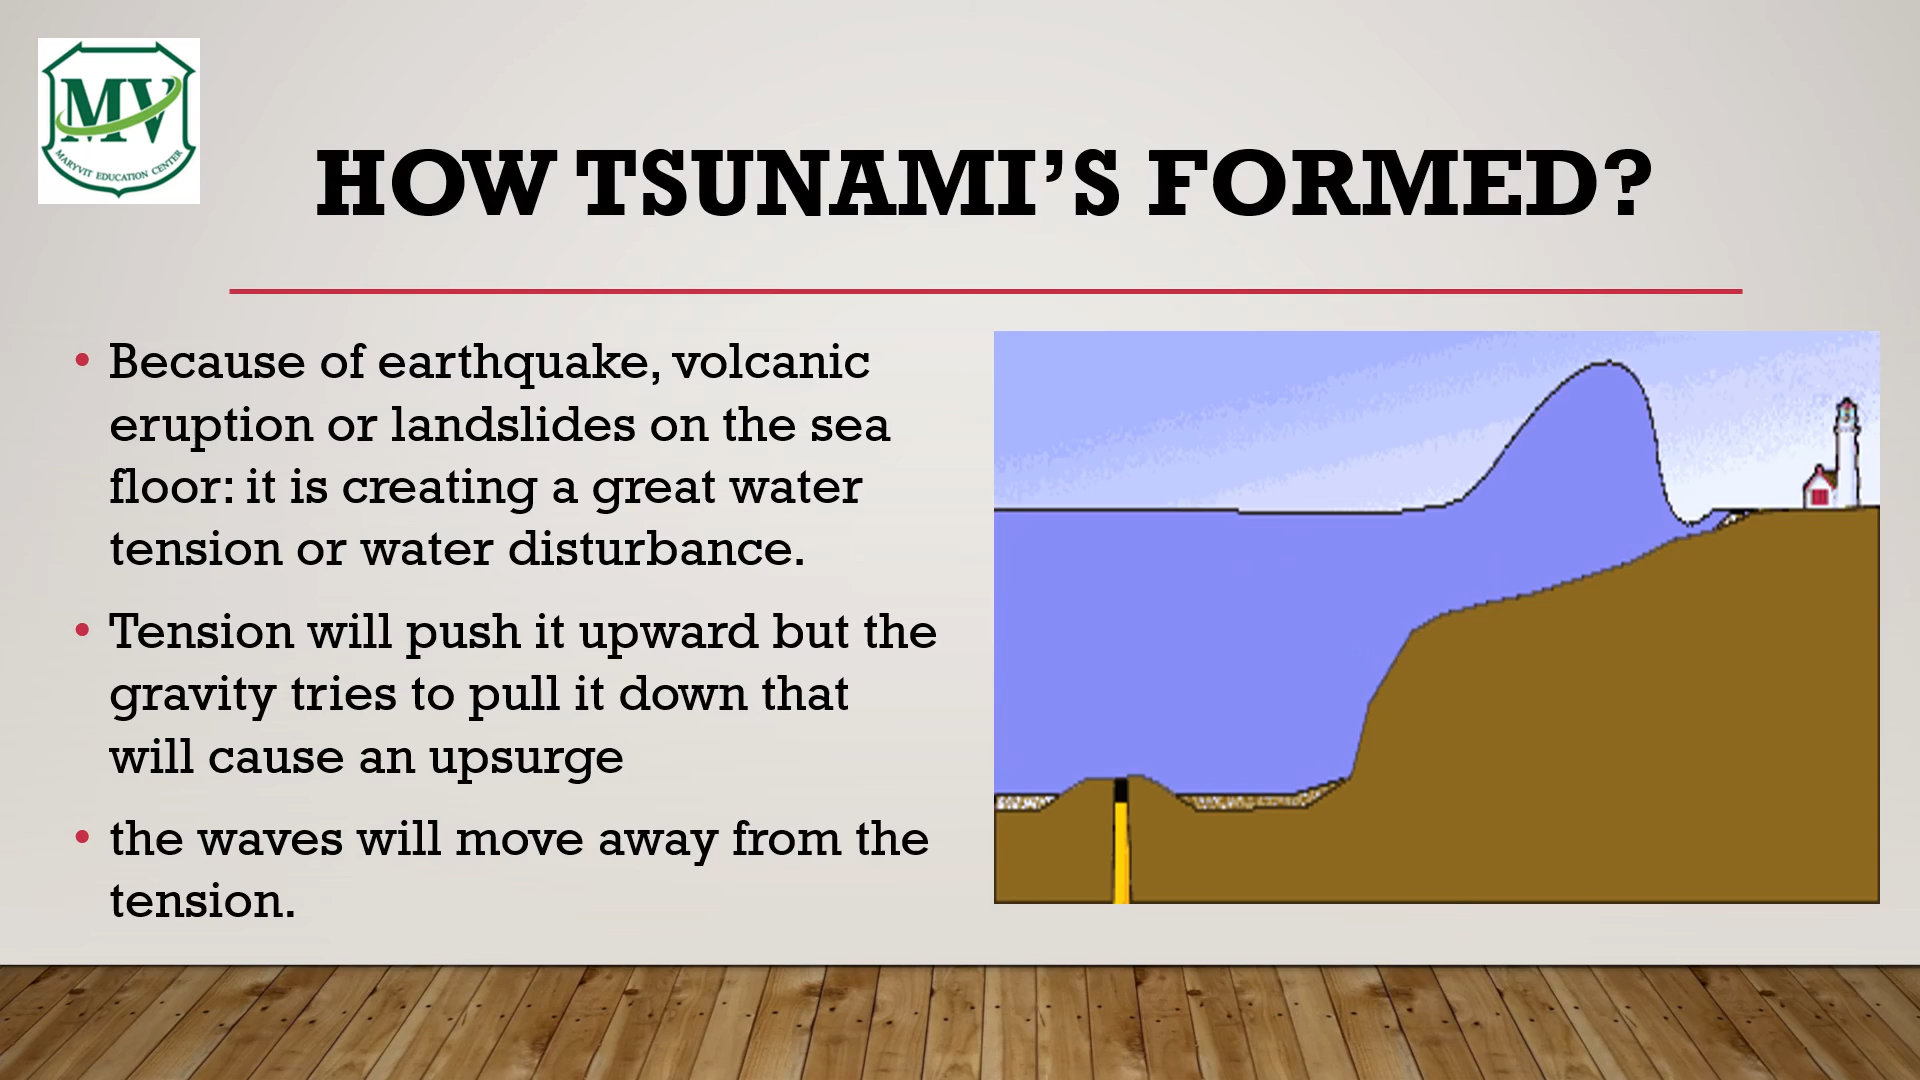 MV
MARYVIT EDUCATION CENTER
HOW TSUNAMI’S FORMED?
• Because of earthquake, volcanic
eruption or landslides on the sea
floor: it is creating a great water
tension or water disturbance.
• Tension will push it upward but the
gravity tries to pull it down that
will cause an upsurge
• the waves will move away from the
tension.